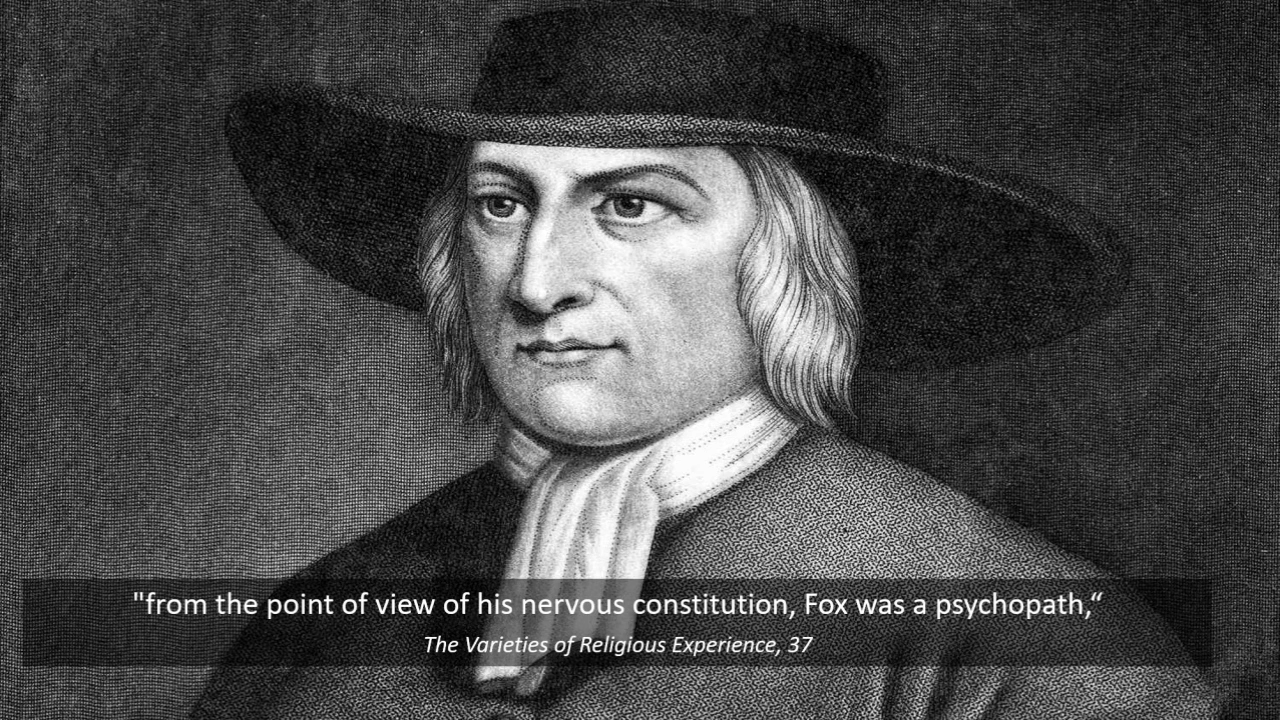 "from the point of view of his nervous constitution, Fox was a psychopath,“
The Varieties of Religious Experience, 37